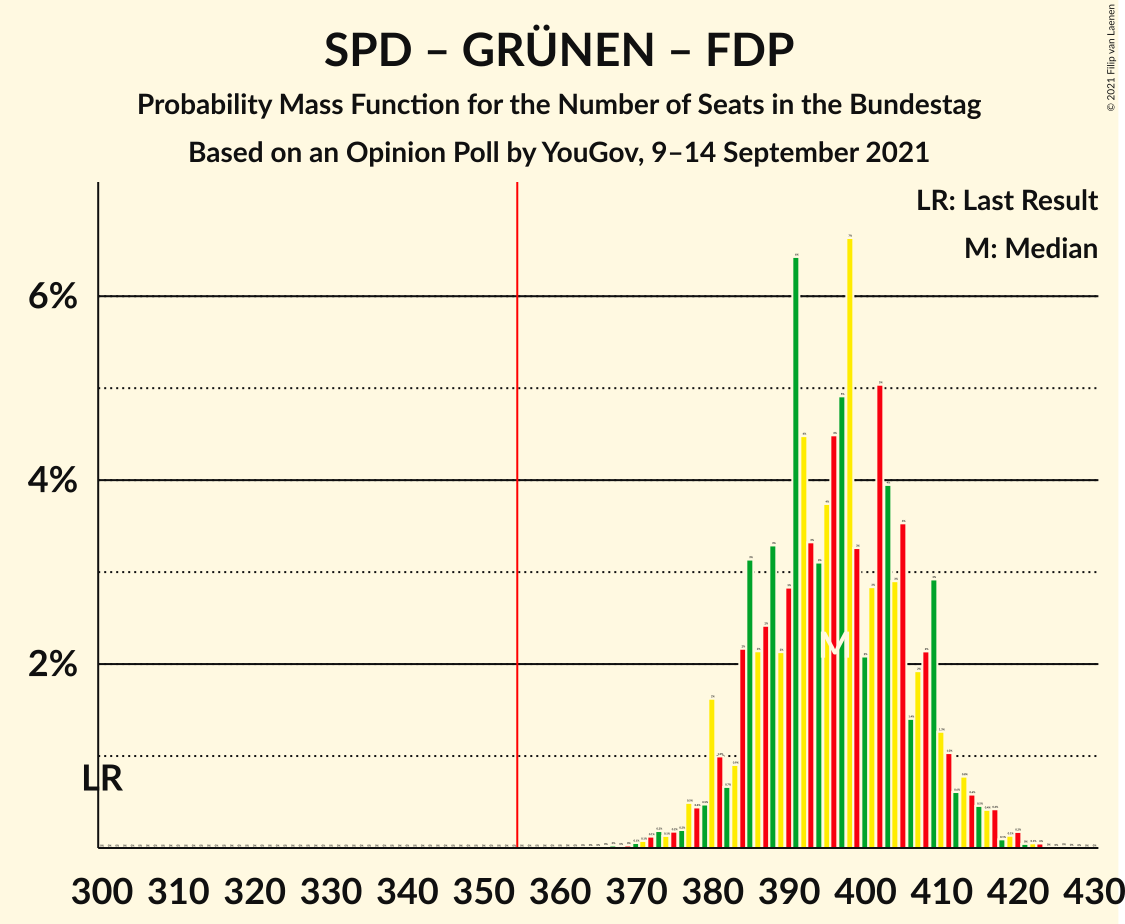 SPD – GRÜNEN – FDP
Probability Mass Function for the Number of Seats in the Bundestag
Based on an Opinion Poll by YouGov, 9–14 September 2021
© 2021 Filip van Laenen
LR: Last Result
M: Median
6%
4%
2%
M
LR
300 310 320 330 340 350 360 370 380 390 400 410 420 430